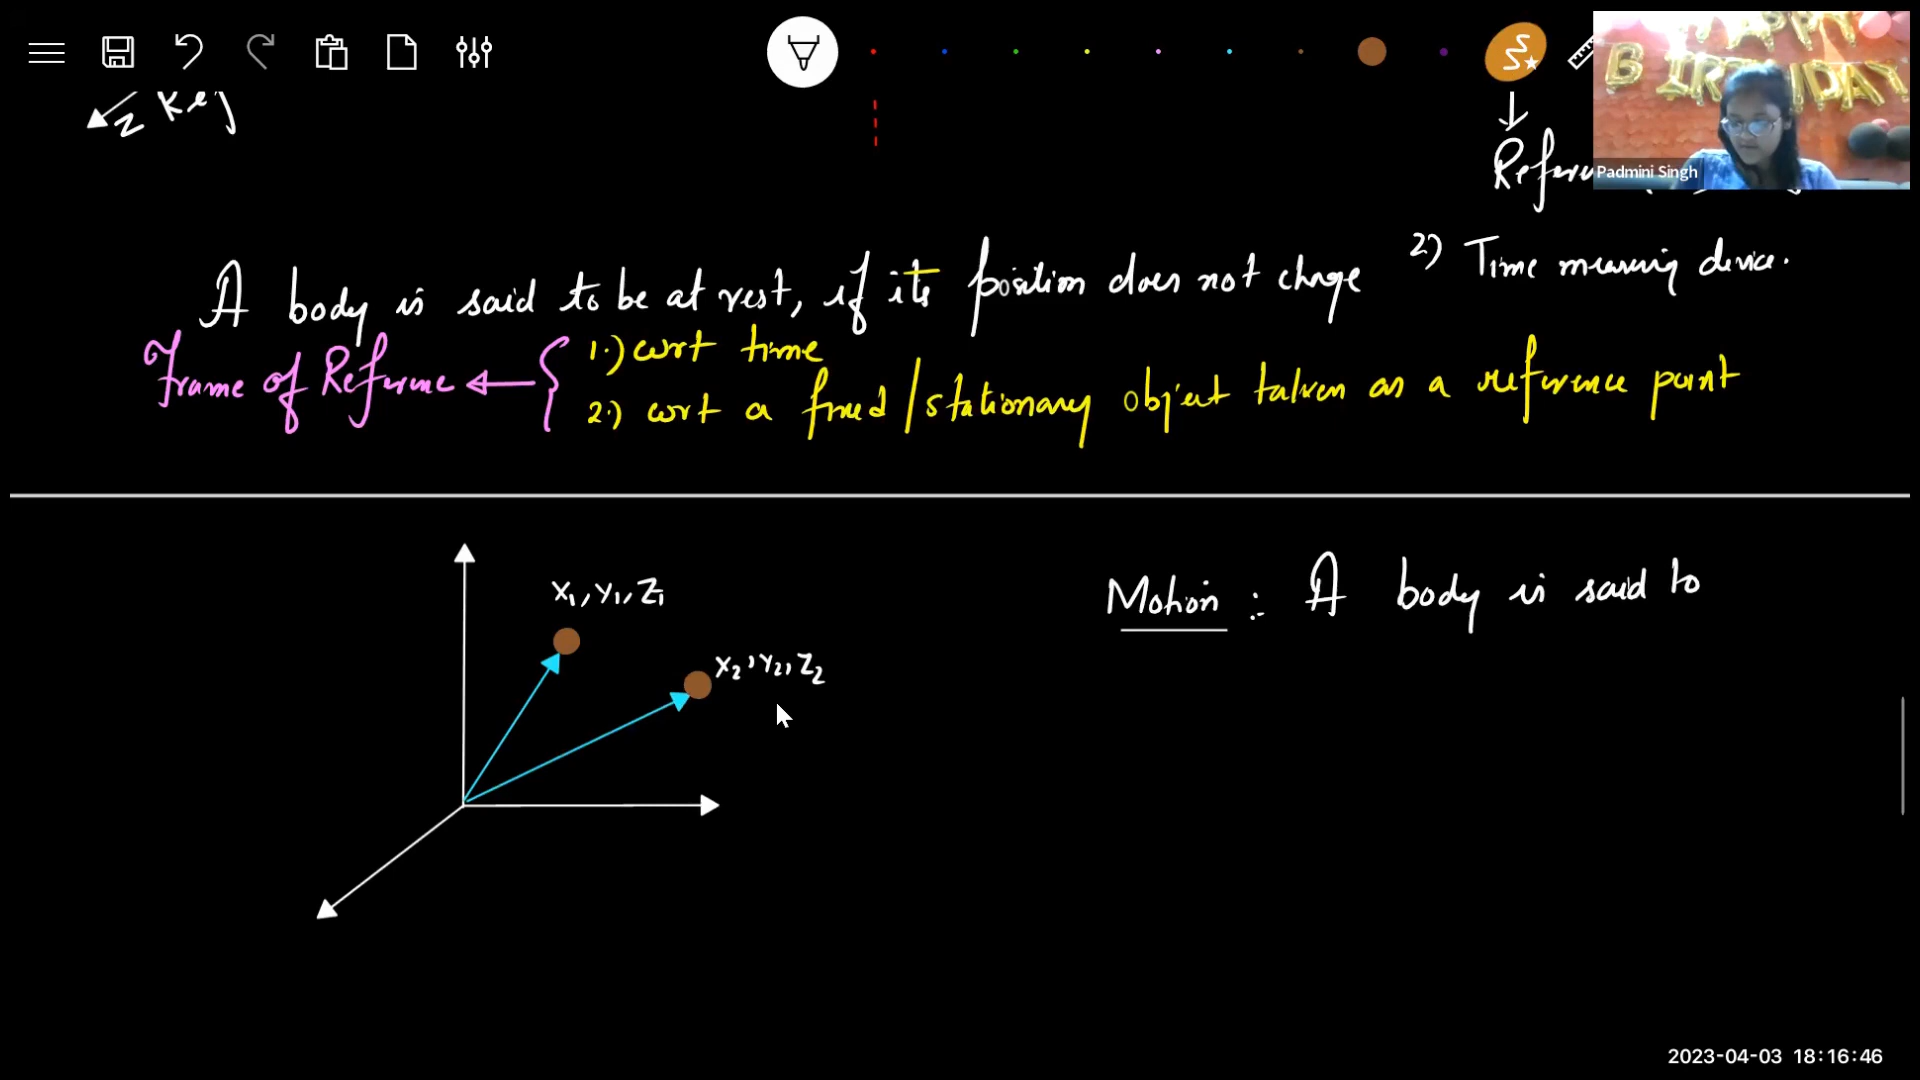 HAPPY
BIRTHDAY
Padmini Singh
Z
A body is said to be at rest, if its position does not change
2) Time measuring device.
Frame of Reference
1.) wrt time
2.) wrt a fixed / stationary object taken as a reference point
X1, Y1, Z1
X2, Y2, Z2
Motion :- A body is said to
2023-04-03 18:16:46